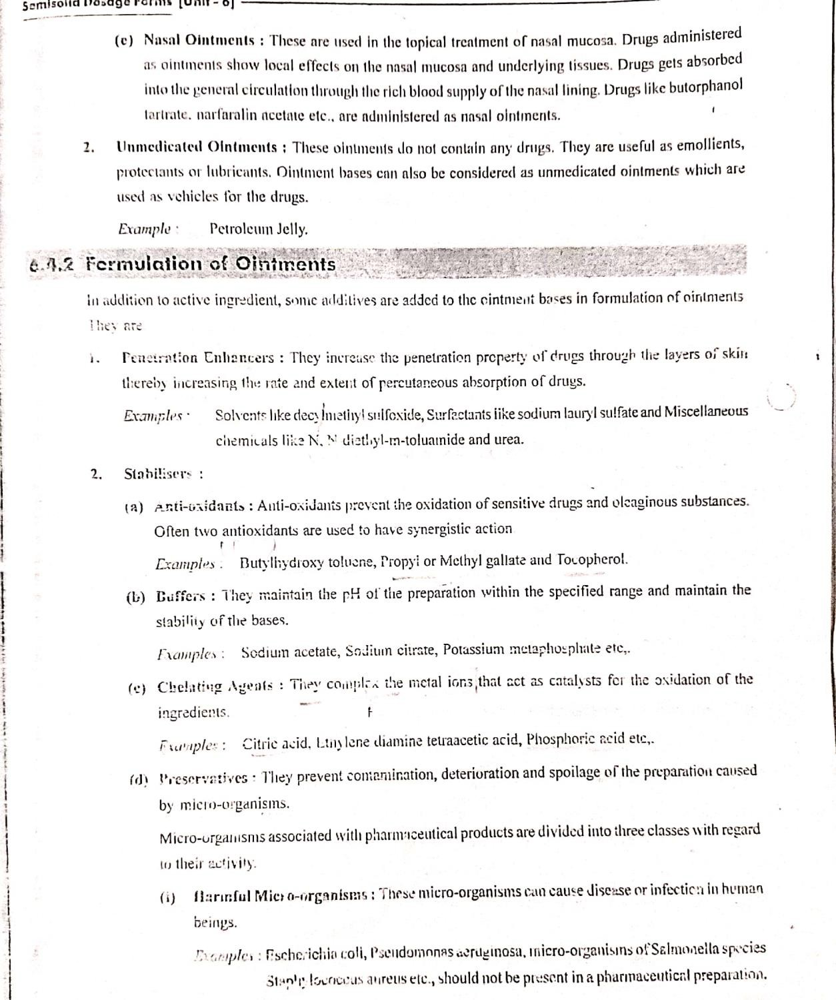 Semisolid Dosage Forms [Unit - 6]
(c) Nasal Ointments : These are used in the topical treatment of nasal mucosa. Drugs administered
as ointments show local effects on the nasal mucosa and underlying tissues. Drugs gets absorbed
into the general circulation through the rich blood supply of the nasal lining. Drugs like butorphanol
tartrate, narfaralin acetate etc., are administered as nasal ointments.
2. Unmedicated Ointments : These ointments do not contain any drugs. They are useful as emollients,
protectants or lubricants. Ointment bases can also be considered as unmedicated ointments which are
used as vehicles for the drugs.
Example : Petroleum Jelly.
6.4.2 Formulation of Ointments
In addition to active ingredient, some additives are added to the ointment bases in formulation of ointments
They are
1. Penetration Enhancers : They increase the penetration property of drugs through the layers of skin
thereby increasing the rate and extent of percutaneous absorption of drugs.
Examples : Solvents like decylmethyl sulfoxide, Surfactants like sodium lauryl sulfate and Miscellaneous
chemicals like N, N diethyl-m-toluamide and urea.
2. Stabilisers :
(a) Anti-oxidants : Anti-oxidants prevent the oxidation of sensitive drugs and oleaginous substances.
Often two antioxidants are used to have synergistic action
Examples : Butylhydroxy toluene, Propyl or Methyl gallate and Tocopherol.
(b) Buffers : They maintain the pH of the preparation within the specified range and maintain the
stability of the bases.
Examples : Sodium acetate, Sodium citrate, Potassium metaphosphate etc,.
(c) Chelating Agents : They complex the metal ions that act as catalysts for the oxidation of the
ingredients.
Examples : Citric acid, Ethylene diamine tetraacetic acid, Phosphoric acid etc,.
(d) Preservatives : They prevent contamination, deterioration and spoilage of the preparation caused
by micro-organisms.
Micro-organisms associated with pharmaceutical products are divided into three classes with regard
to their activity.
(i) Harmful Micro-organisms : These micro-organisms can cause disease or infection in human
beings.
Examples : Escherichia coli, Pseudomonas aeruginosa, micro-organisms of Salmonella species
Staphylococcus aureus etc., should not be present in a pharmaceutical preparation.